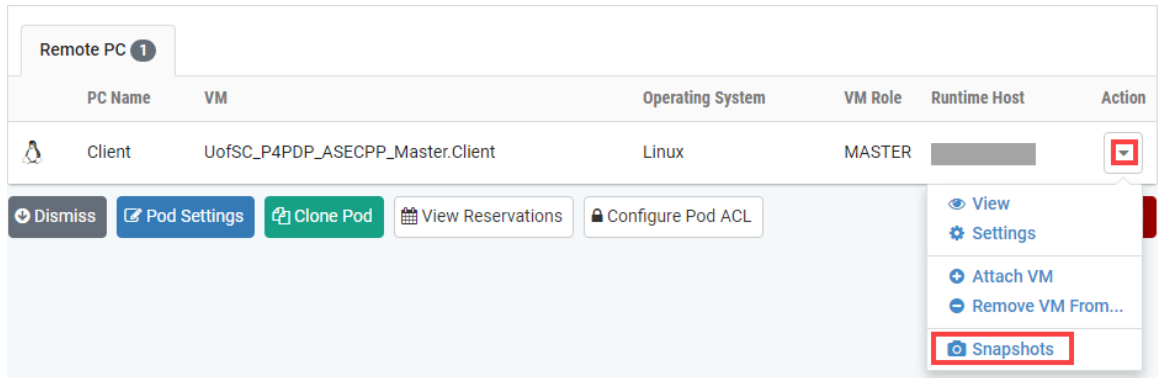 Remote PC 1
PC Name VM Operating System VM Role Runtime Host Action
Client UofSC_P4PDP_ASECPP_Master.Client Linux MASTER
Dismiss Pod Settings Clone Pod View Reservations Configure Pod ACL
View
Settings
Attach VM
Remove VM From...
Snapshots